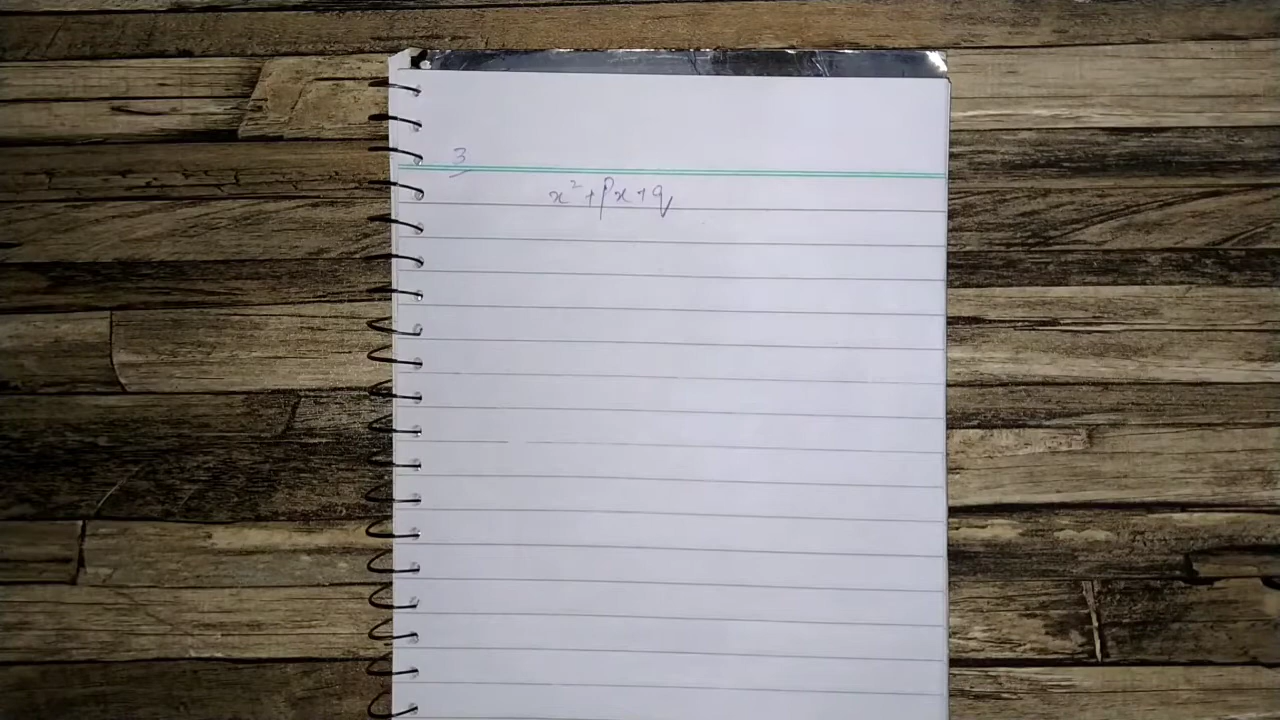 3
x² + px + q